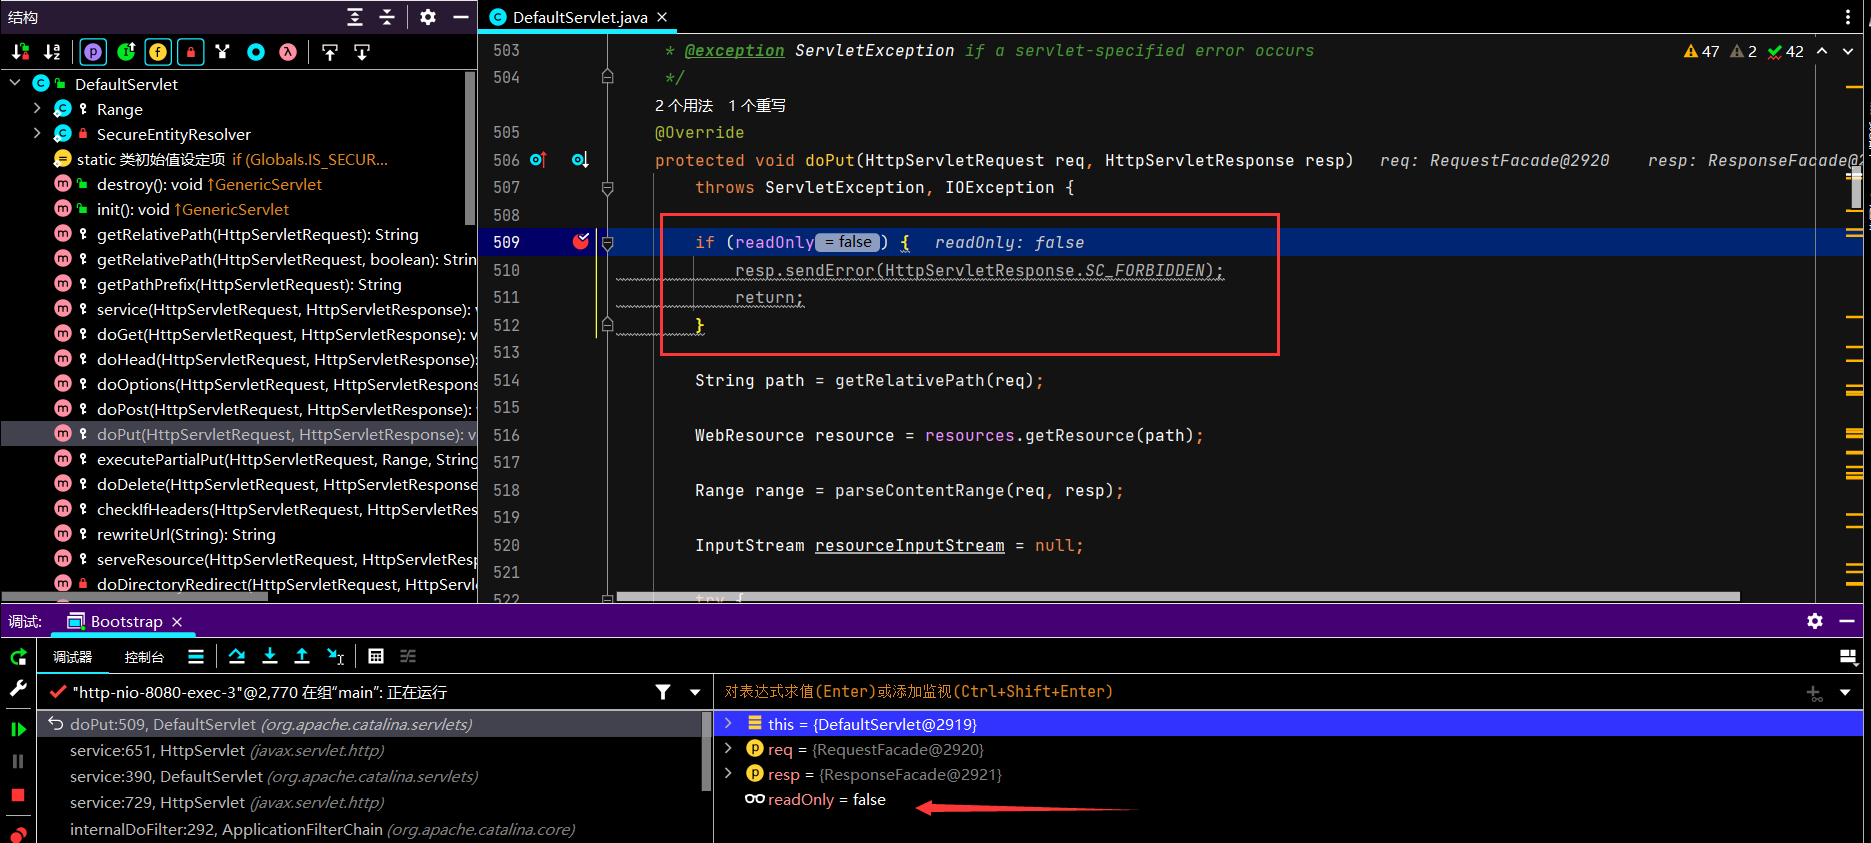 结构
DefaultServlet.java
DefaultServlet
Range
SecureEntityResolver
static 类初始值设定项 if (Globals.IS_SECUR...
destroy(): void ↑GenericServlet
init(): void ↑GenericServlet
getRelativePath(HttpServletRequest): String
getRelativePath(HttpServletRequest, boolean): Strin
getPathPrefix(HttpServletRequest): String
service(HttpServletRequest, HttpServletResponse): v
doGet(HttpServletRequest, HttpServletResponse): v
doHead(HttpServletRequest, HttpServletResponse):
doOptions(HttpServletRequest, HttpServletRespons
doPost(HttpServletRequest, HttpServletResponse): v
doPut(HttpServletRequest, HttpServletResponse): v
executePartialPut(HttpServletRequest, Range, String
doDelete(HttpServletRequest, HttpServletResponse
checkIfHeaders(HttpServletRequest, HttpServletRes
rewriteUrl(String): String
serveResource(HttpServletRequest, HttpServletResp
doDirectoryRedirect(HttpServletRequest, HttpServle
47 2 42
503 * @exception ServletException if a servlet-specified error occurs
504 */
2 个用法 1 个重写
505 @Override
506 protected void doPut(HttpServletRequest req, HttpServletResponse resp) req: RequestFacade@2920 resp: ResponseFacade@2
507 throws ServletException, IOException {
508
509 if (readOnly = false ) { readOnly: false
510 resp.sendError(HttpServletResponse.SC_FORBIDDEN);
511 return;
512 }
513
514 String path = getRelativePath(req);
515
516 WebResource resource = resources.getResource(path);
517
518 Range range = parseContentRange(req, resp);
519
520 InputStream resourceInputStream = null;
521
522 try {
调试: Bootstrap
调试器 控制台
"http-nio-8080-exec-3"@2,770 在组"main": 正在运行
doPut:509, DefaultServlet (org.apache.catalina.servlets)
service:651, HttpServlet (javax.servlet.http)
service:390, DefaultServlet (org.apache.catalina.servlets)
service:729, HttpServlet (javax.servlet.http)
internalDoFilter:292, ApplicationFilterChain (org.apache.catalina.core)
对表达式求值(Enter)或添加监视(Ctrl+Shift+Enter)
this = {DefaultServlet@2919}
req = {RequestFacade@2920}
resp = {ResponseFacade@2921}
readOnly = false